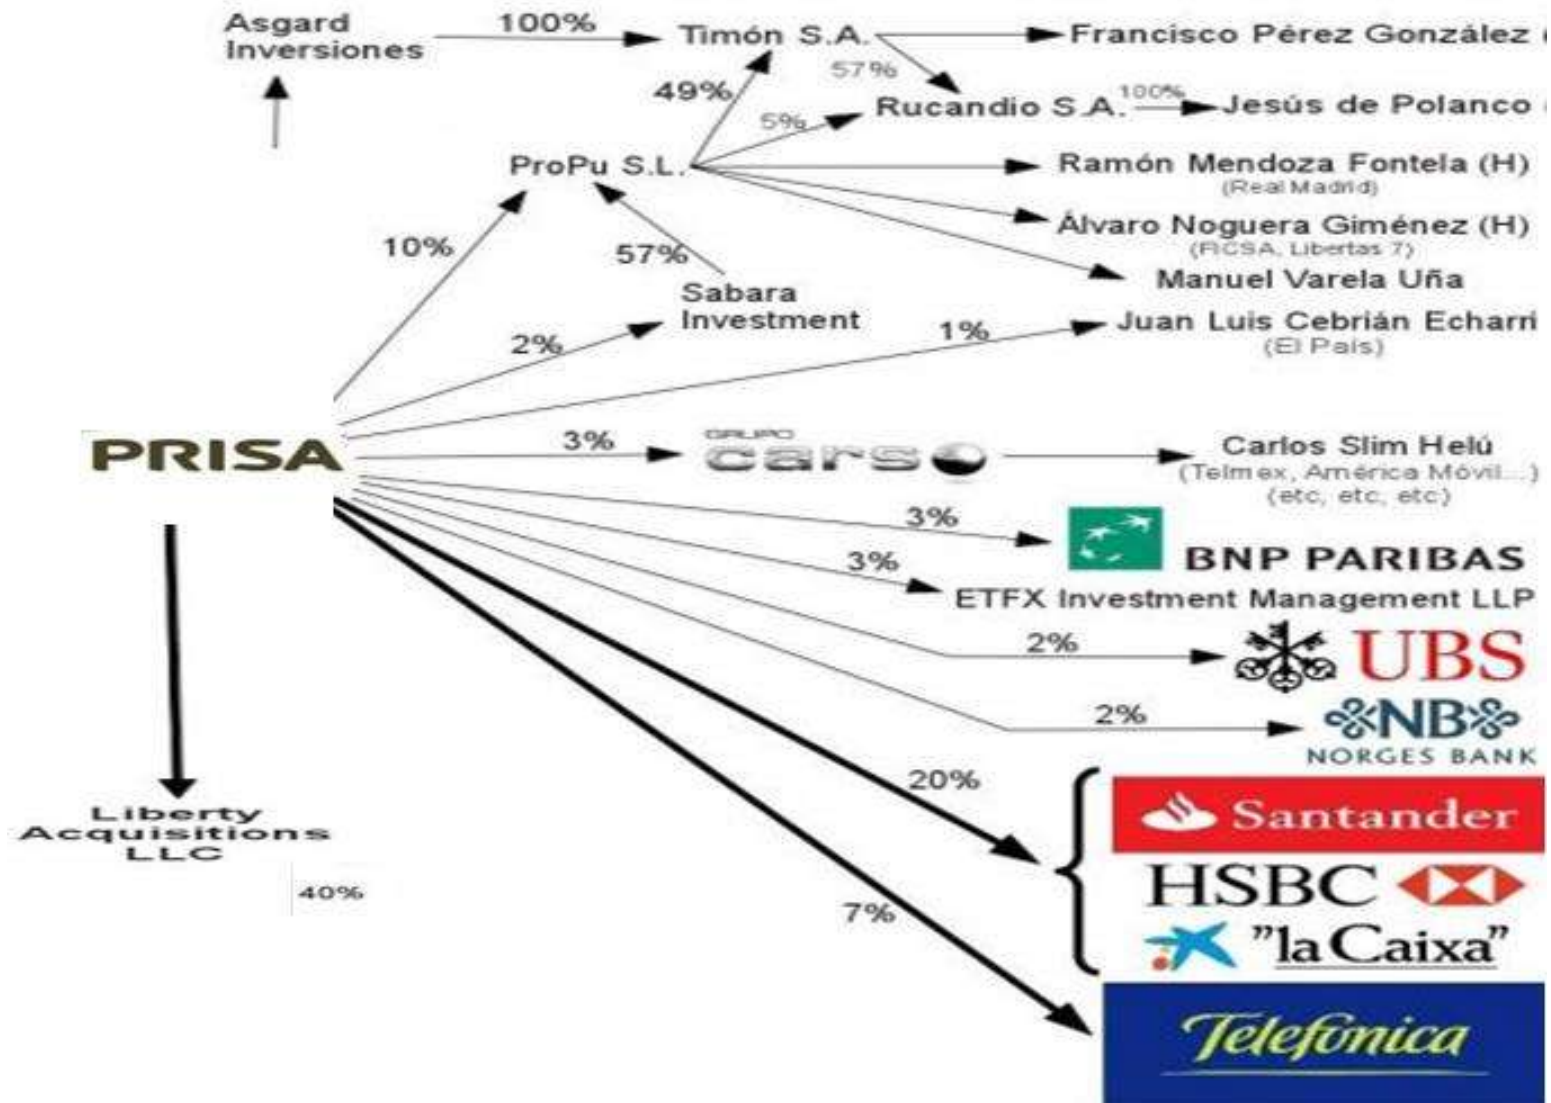 Asgard
Inversiones
100%
Timón S.A.
Francisco Pérez González
57%
49%
Rucandio S.A.
100%
Jesús de Polanco
5%
ProPu S.L.
Ramón Mendoza Fontela (H)
(Real Madrid)
Álvaro Noguera Giménez (H)
(FICSA, Libertas 7)
10%
57%
Manuel Varela Uña
Sabara
Investment
2%
1%
Juan Luis Cebrián Echarri
(El País)
PRISA
3%
GRUPO
carso
Carlos Slim Helú
(Telmex, América Móvil...)
(etc, etc, etc)
3%
BNP PARIBAS
3%
ETFX Investment Management LLP
2%
UBS
2%
NB
NORGES BANK
20%
Santander
Liberty
Acquisitions
LLC
40%
HSBC
7%
"la Caixa"
Telefónica